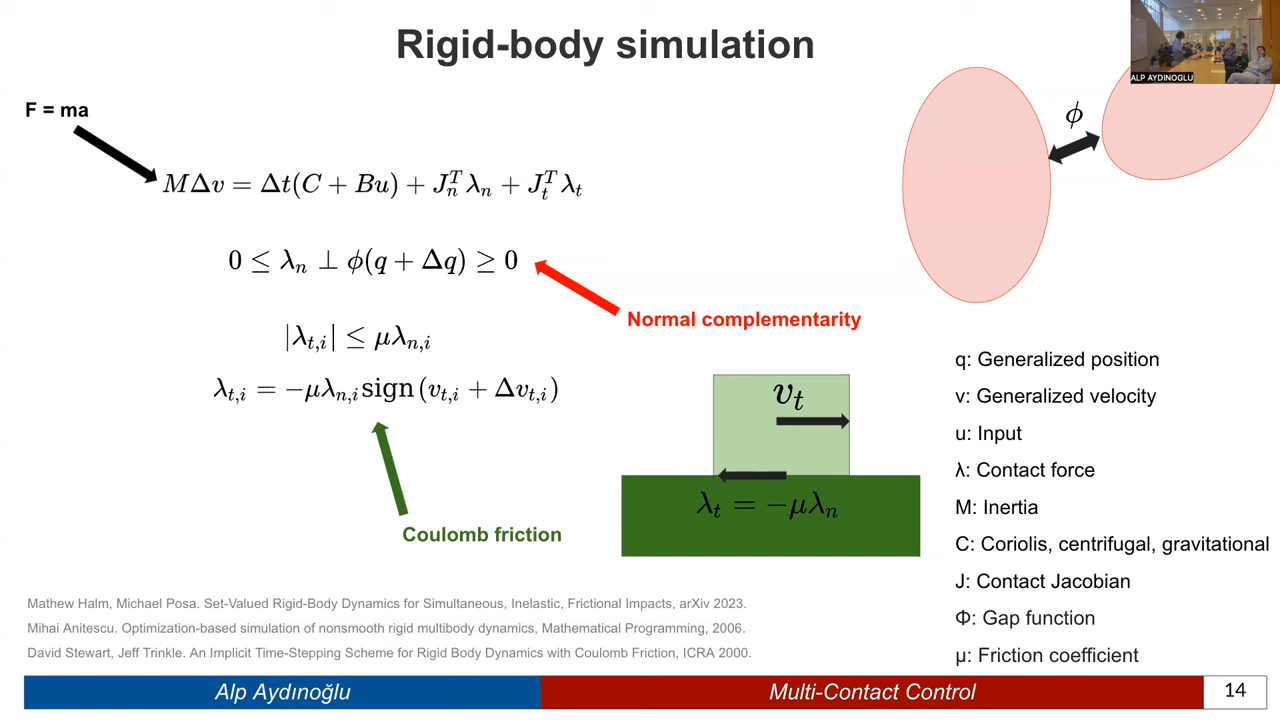 Rigid-body simulation
ALP AYDINOGLU
F = ma
ϕ
MΔv = Δt(C + Bu) + J_n^T λ_n + J_t^T λ_t
0 ≤ λ_n ⊥ ϕ(q + Δq) ≥ 0
Normal complementarity
|λ_{t,i}| ≤ μλ_{n,i}
λ_{t,i} = −μλ_{n,i} sign (v_{t,i} + Δv_{t,i})
Coulomb friction
v_t
λ_t = −μλ_n
q: Generalized position
v: Generalized velocity
u: Input
λ: Contact force
M: Inertia
C: Coriolis, centrifugal, gravitational
J: Contact Jacobian
Φ: Gap function
μ: Friction coefficient
Mathew Halm, Michael Posa. Set-Valued Rigid-Body Dynamics for Simultaneous, Inelastic, Frictional Impacts, arXiv 2023.
Mihai Anitescu. Optimization-based simulation of nonsmooth rigid multibody dynamics, Mathematical Programming, 2006.
David Stewart, Jeff Trinkle. An Implicit Time-Stepping Scheme for Rigid Body Dynamics with Coulomb Friction, ICRA 2000.
Alp Aydınoğlu
Multi-Contact Control
14